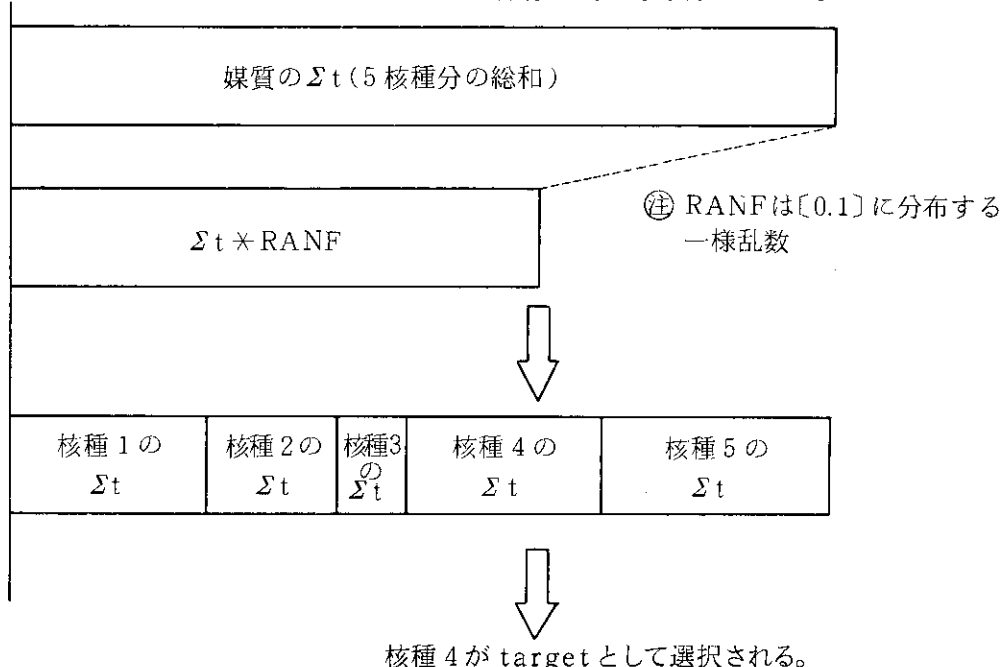 媒質のΣt(5核種分の総和)
Σt*RANF
㊟ RANFは〔0.1〕に分布する
一様乱数
核種1の
Σt
核種2の
Σt
核種3
の
Σt
核種4の
Σt
核種5の
Σt
核種4がtargetとして選択される。